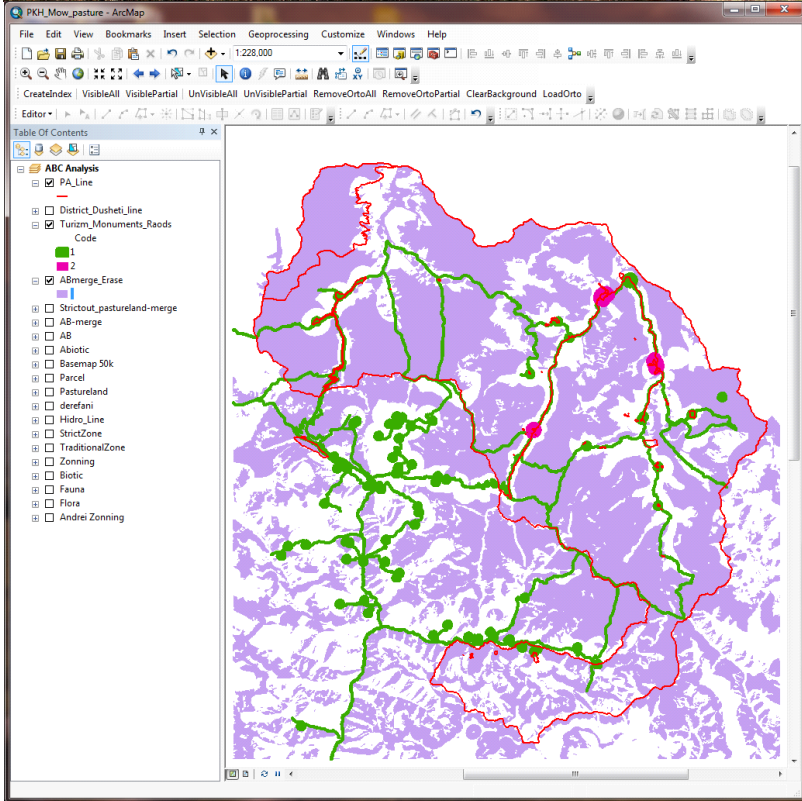 PKH_Mow_pasture - ArcMap
File Edit View Bookmarks Insert Selection Geoprocessing Customize Windows Help
1:228,000
CreateIndex VisibleAll VisiblePartial UnVisibleAll UnVisiblePartial RemoveOrtoAll RemoveOrtoPartial ClearBackground LoadOrto
Editor
Table Of Contents
ABC Analysis
PA_Line
District_Dusheti_line
Turizm_Monuments_Raods
Code
1
2
ABmerge_Erase
Strictout_pastureland-merge
AB-merge
AB
Abiotic
Basemap 50k
Parcel
Pastureland
derefani
Hidro_Line
StrictZone
TraditionalZone
Zonning
Biotic
Fauna
Flora
Andrei Zonning